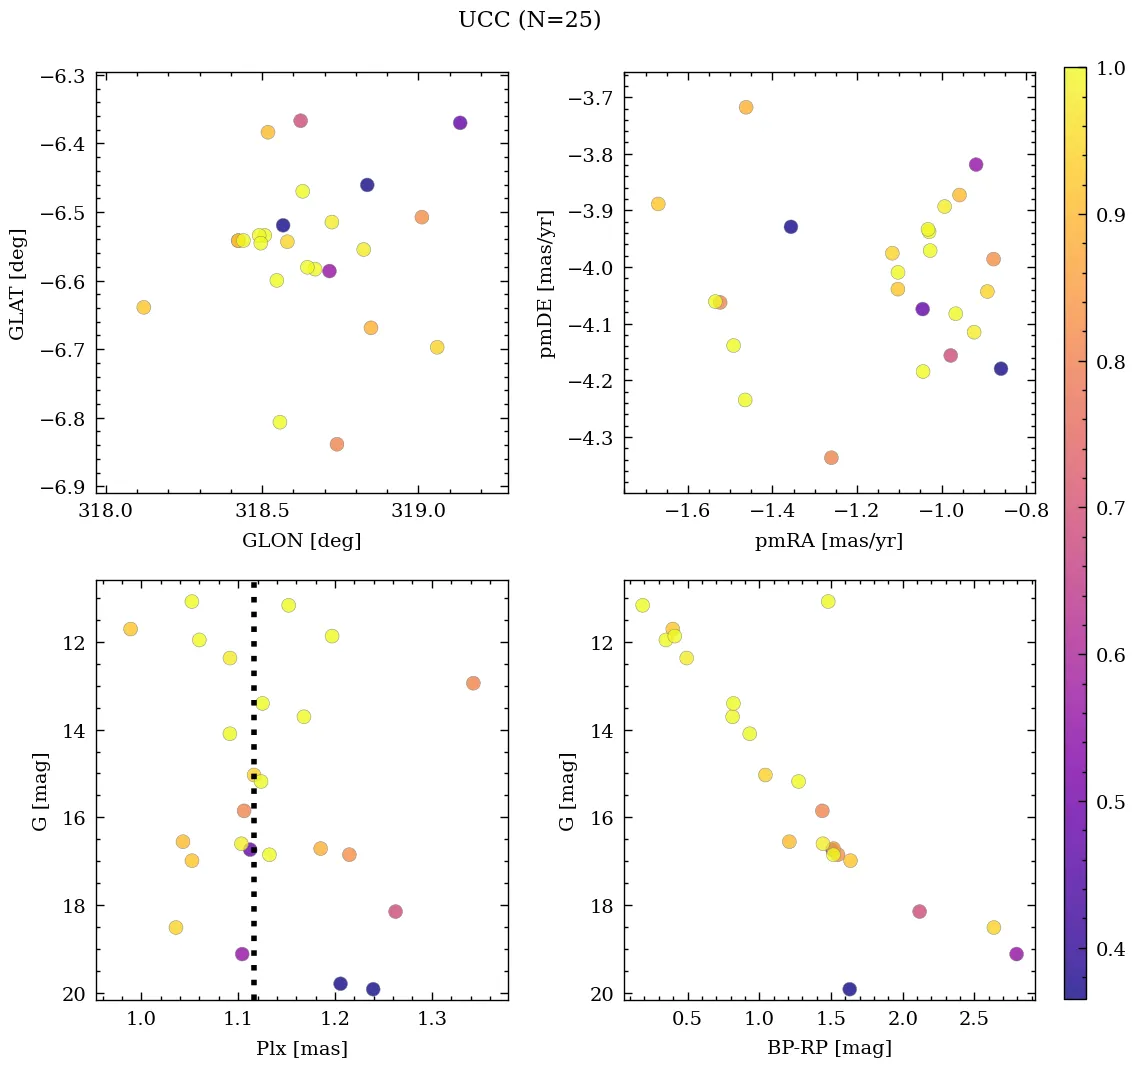 UCC (N=25)
−6.3
−6.4
−6.5
−6.6
−6.7
−6.8
−6.9
GLAT [deg]
318.0 318.5 319.0
GLON [deg]
−3.7
−3.8
−3.9
−4.0
−4.1
−4.2
−4.3
pmDE [mas/yr]
−1.6 −1.4 −1.2 −1.0 −0.8
pmRA [mas/yr]
12
14
16
18
20
G [mag]
1.0 1.1 1.2 1.3
Plx [mas]
12
14
16
18
20
G [mag]
0.5 1.0 1.5 2.0 2.5
BP-RP [mag]
1.0
0.9
0.8
0.7
0.6
0.5
0.4